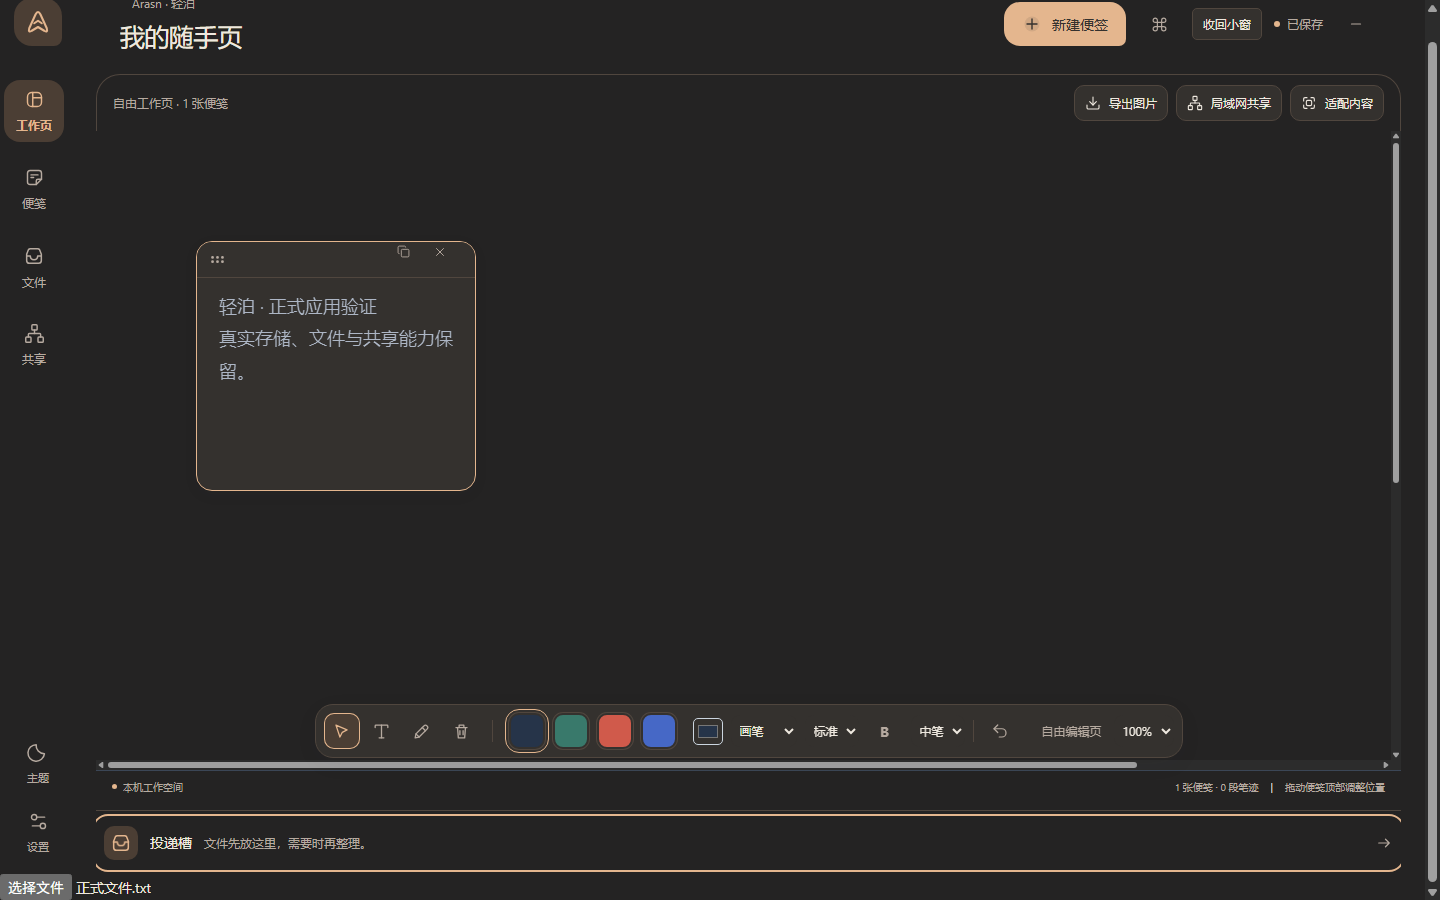 Arasn · 轻泊
我的随手页
新建便签
收回小窗
已保存
工作页
便笺
文件
共享
主题
设置
自由工作页 · 1 张便笺
导出图片
局域网共享
适配内容
轻泊 · 正式应用验证
真实存储、文件与共享能力保
留。
画笔
标准
B
中笔
自由编辑页
100%
本机工作空间
1 张便笺 · 0 段笔迹 | 拖动便笺顶部调整位置
投递槽 文件先放这里，需要时再整理。
选择文件 正式文件.txt